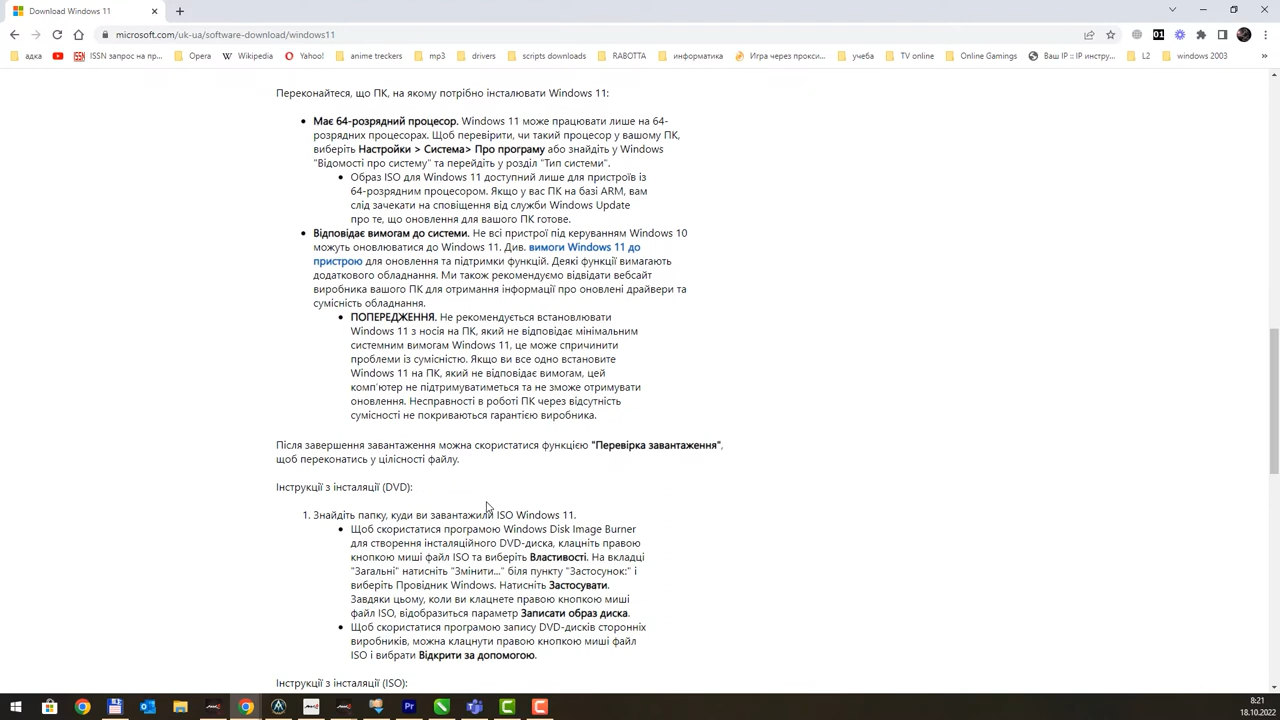 Download Windows 11
microsoft.com/uk-ua/software-download/windows11
адка
ISSN запрос на пр...
Opera
Wikipedia
Yahoo!
anime treckers
mp3
drivers
scripts downloads
RABOTTA
информатика
Игра через прокси...
учеба
TV online
Online Gamings
Ваш IP :: IP инстру...
L2
windows 2003
»
Переконайтеся, що ПК, на якому потрібно інсталювати Windows 11:
Має 64-розрядний процесор. Windows 11 може працювати лише на 64-
розрядних процесорах. Щоб перевірити, чи такий процесор у вашому ПК,
виберіть Настройки > Система> Про програму або знайдіть у Windows
"Відомості про систему" та перейдіть у розділ "Тип системи".
Образ ISO для Windows 11 доступний лише для пристроїв із
64-розрядним процесором. Якщо у вас ПК на базі ARM, вам
слід зачекати на сповіщення від служби Windows Update
про те, що оновлення для вашого ПК готове.
Відповідає вимогам до системи. Не всі пристрої під керуванням Windows 10
можуть оновлюватися до Windows 11. Див. вимоги Windows 11 до
пристрою для оновлення та підтримки функцій. Деякі функції вимагають
додаткового обладнання. Ми також рекомендуємо відвідати вебсайт
виробника вашого ПК для отримання інформації про оновлені драйвери та
сумісність обладнання.
ПОПЕРЕДЖЕННЯ. Не рекомендується встановлювати
Windows 11 з носія на ПК, який не відповідає мінімальним
системним вимогам Windows 11, це може спричинити
проблеми із сумісністю. Якщо ви все одно встановите
Windows 11 на ПК, який не відповідає вимогам, цей
комп'ютер не підтримуватиметься та не зможе отримувати
оновлення. Несправності в роботі ПК через відсутність
сумісності не покриваються гарантією виробника.
Після завершення завантаження можна скористатися функцією "Перевірка завантаження",
щоб переконатись у цілісності файлу.
Інструкції з інсталяції (DVD):
1. Знайдіть папку, куди ви завантажили ISO Windows 11.
Щоб скористатися програмою Windows Disk Image Burner
для створення інсталяційного DVD-диска, клацніть правою
кнопкою миші файл ISO та виберіть Властивості. На вкладці
"Загальні" натисніть "Змінити..." біля пункту "Застосунок:" і
виберіть Провідник Windows. Натисніть Застосувати.
Завдяки цьому, коли ви клацнете правою кнопкою миші
файл ISO, відобразиться параметр Записати образ диска.
Щоб скористатися програмою запису DVD-дисків сторонніх
виробників, можна клацнути правою кнопкою миші файл
ISO і вибрати Відкрити за допомогою.
Інструкції з інсталяції (ISO):
8:21
18.10.2022